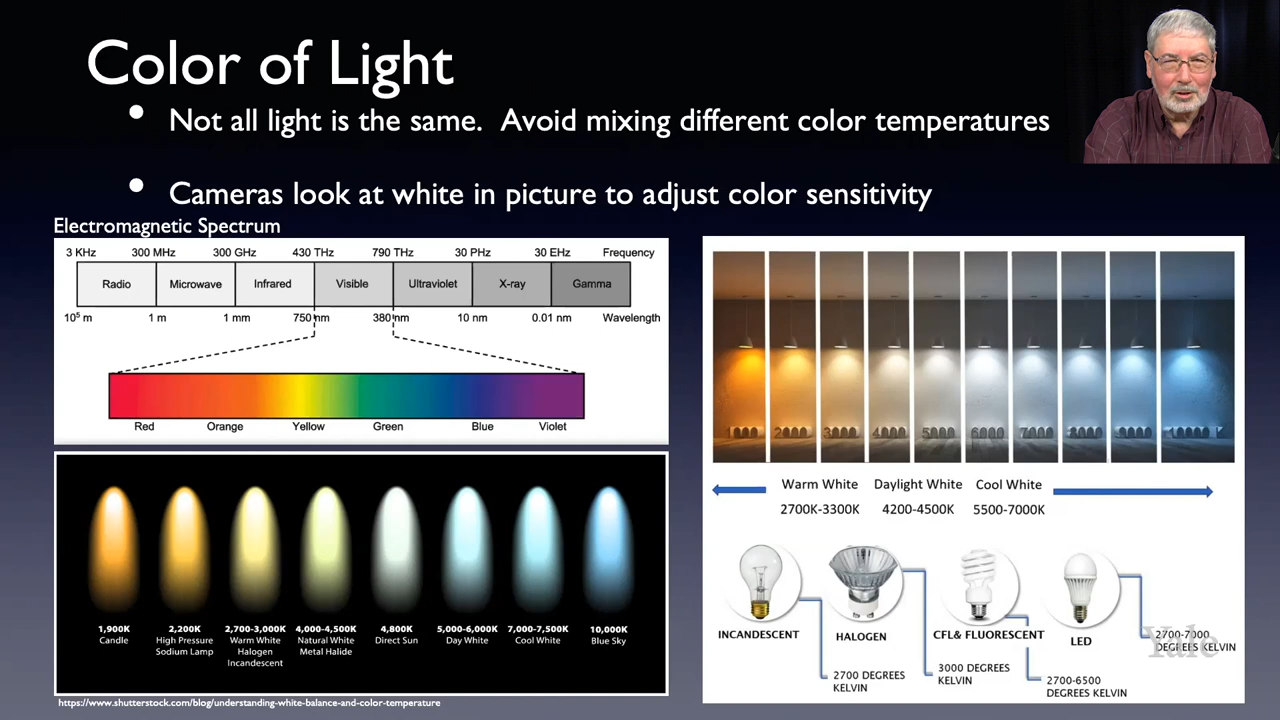 Color of Light
• Not all light is the same.  Avoid mixing different color temperatures
• Cameras look at white in picture to adjust color sensitivity
Electromagnetic Spectrum
3 KHz 300 MHz 300 GHz 430 THz 790 THz 30 PHz 30 EHz Frequency
Radio Microwave Infrared Visible Ultraviolet X-ray Gamma
10⁵ m 1 m 1 mm 750 nm 380 nm 10 nm 0.01 nm Wavelength
Red Orange Yellow Green Blue Violet
1,900K 2,200K 2,700-3,000K 4,000-4,500K 4,800K 5,000-6,000K 7,000-7,500K 10,000K
Candle High Pressure Warm White Natural White Direct Sun Day White Cool White Blue Sky
Sodium Lamp Halogen Metal Halide
Incandescent
https://www.shutterstock.com/blog/understanding-white-balance-and-color-temperature
1000 2000 3000 4000 5000 6000 7000 8000
Warm White Daylight White Cool White
2700K-3300K 4200-4500K 5500-7000K
INCANDESCENT HALOGEN CFL& FLUORESCENT LED
2700 DEGREES
KELVIN
3000 DEGREES
KELVIN
2700-6500
DEGREES KELVIN
2700-7000
DEGREES KELVIN
Yale